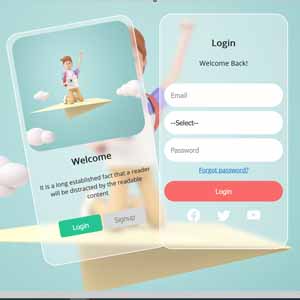 Welcome
It is a long established fact that a reader
will be distracted by the readable
content
Login
Signup
Login
Welcome Back!
Email
--Select--
Password
Forgot password?
Login